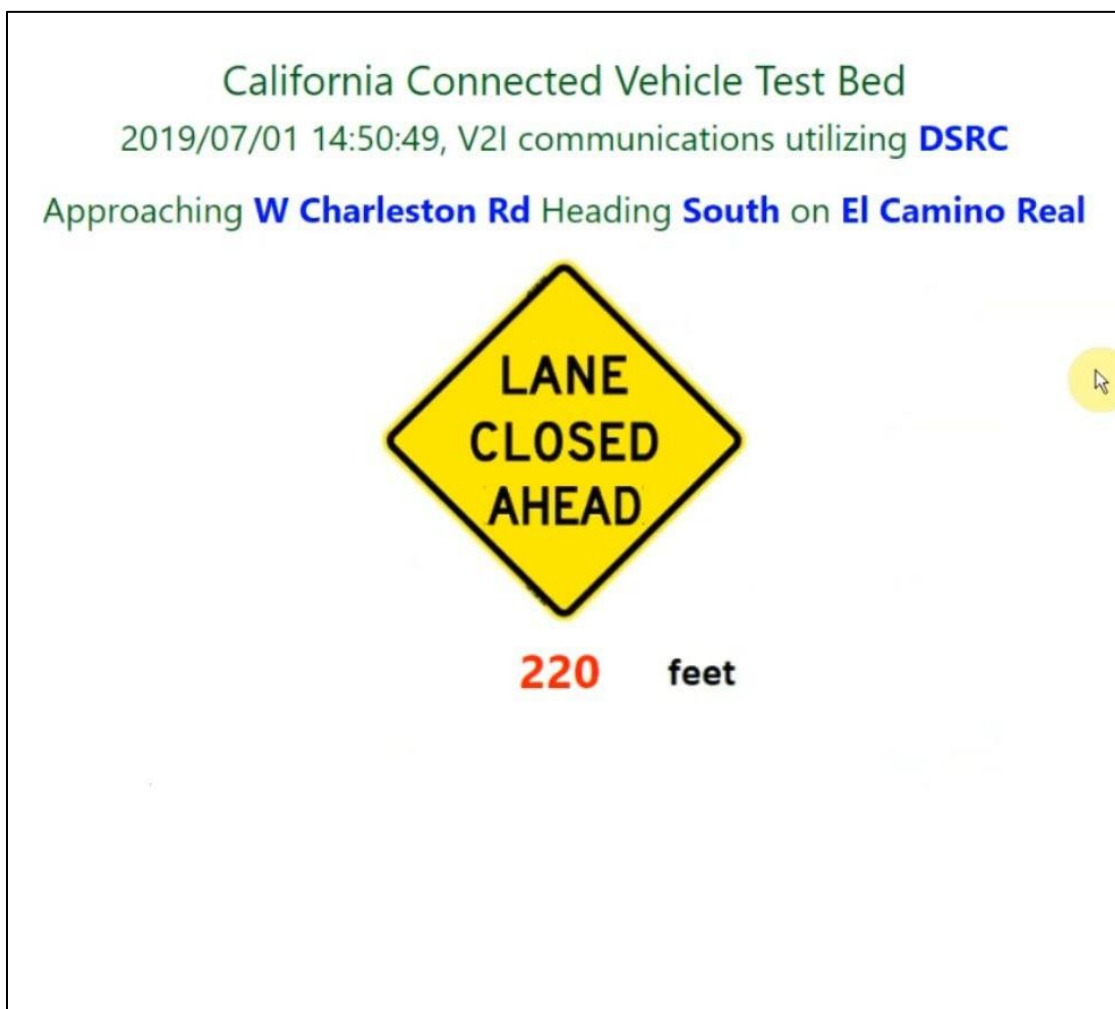 California Connected Vehicle Test Bed
2019/07/01 14:50:49, V2I communications utilizing DSRC
Approaching W Charleston Rd Heading South on El Camino Real
LANE
CLOSED
AHEAD
220 feet